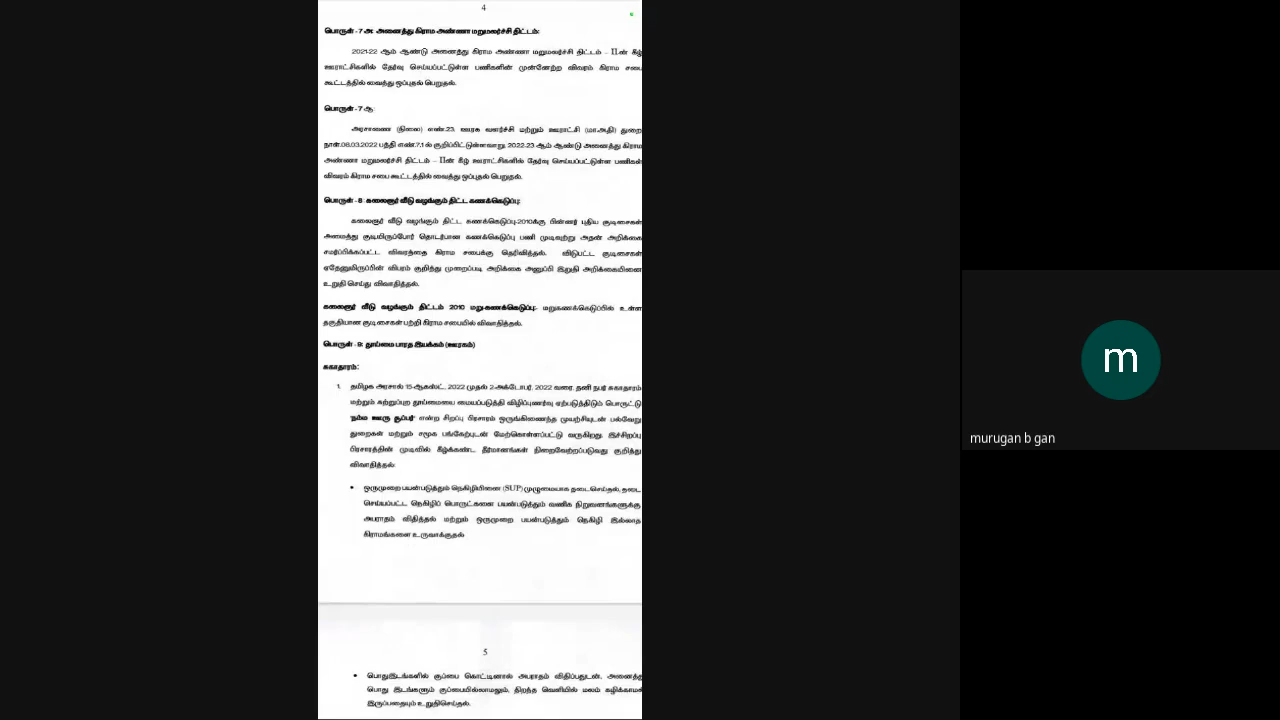 4
பொருள் - 7 அ: அனைத்து கிராம அண்ணா மறுமலர்ச்சி திட்டம்:
2021-22 ஆம் ஆண்டு அனைத்து கிராம அண்ணா மறுமலர்ச்சி திட்டம் – IIன் கீழ்
ஊராட்சிகளில் தேர்வு செய்யப்பட்டுள்ள பணிகளின் முன்னேற்ற விவரம் கிராம சபை
கூட்டத்தில் வைத்து ஒப்புதல் பெறுதல்.
பொருள் - 7 ஆ:
அரசாணை (நிலை) எண்.23, ஊரக வளர்ச்சி மற்றும் ஊராட்சி (மா.அ.தி) துறை
நாள்.08.03.2022 பத்தி எண்.7.1 ல் குறிப்பிட்டுள்ளவாறு, 2022-23 ஆம் ஆண்டு அனைத்து கிராம
அண்ணா மறுமலர்ச்சி திட்டம் – IIன் கீழ் ஊராட்சிகளில் தேர்வு செய்யப்பட்டுள்ள பணிகள்
விவரம் கிராம சபை கூட்டத்தில் வைத்து ஒப்புதல் பெறுதல்.
பொருள் - 8: கலைஞர் வீடு வழங்கும் திட்ட கணக்கெடுப்பு:
கலைஞர் வீடு வழங்கும் திட்ட கணக்கெடுப்பு-2010க்கு பின்னர் புதிய குடிசைகள்
அமைத்து குடியிருப்போர் தொடர்பான கணக்கெடுப்பு பணி முடிவுற்று அதன் அறிக்கை
சமர்ப்பிக்கப்பட்ட விவரத்தை கிராம சபைக்கு தெரிவித்தல். விடுபட்ட குடிசைகள்
ஏதேனுமிருப்பின் விபரம் குறித்து முறைப்படி அறிக்கை அனுப்பி இறுதி அறிக்கையினை
உறுதி செய்து விவாதித்தல்.
கலைஞர் வீடு வழங்கும் திட்டம் 2010 மறு-கணக்கெடுப்பு:- மறுகணக்கெடுப்பில் உள்ள
தகுதியான குடிசைகள் பற்றி கிராம சபையில் விவாதித்தல்.
பொருள் - 9: தூய்மை பாரத இயக்கம் (ஊரகம்)
சுகாதாரம்:
1. தமிழக அரசால் 15-ஆகஸ்ட், 2022 முதல் 2-அக்டோபர், 2022 வரை, தனி நபர் சுகாதாரம்
மற்றும் சுற்றுப்புற தூய்மையை மையப்படுத்தி விழிப்புணர்வு ஏற்படுத்திடும் பொருட்டு
'நம்ம ஊரு சூப்பரு' என்ற சிறப்பு பிரசாரம் ஒருங்கிணைந்த முயற்சியுடன் பல்வேறு
துறைகள் மற்றும் சமூக பங்கேற்புடன் மேற்கொள்ளப்பட்டு வருகிறது. இச்சிறப்பு
பிரசாரத்தின் முடிவில் கீழ்க்கண்ட தீர்மானங்கள் நிறைவேற்றப்படுவது குறித்து
விவாதித்தல்:
• ஒருமுறை பயன்படுத்தும் நெகிழியினை (SUP) முழுமையாக தடைசெய்தல், தடை
செய்யப்பட்ட நெகிழிப் பொருட்களை பயன்படுத்தும் வணிக நிறுவனங்களுக்கு
அபராதம் விதித்தல் மற்றும் ஒருமுறை பயன்படுத்தும் நெகிழி இல்லாத
கிராமங்களை உருவாக்குதல்
5
• பொதுஇடங்களில் குப்பை கொட்டினால் அபராதம் விதிப்பதுடன், அனைத்து
பொது இடங்களும் குப்பையில்லாமலும், திறந்த வெளியில் மலம் கழிக்காமல்
இருப்பதையும் உறுதிசெய்தல்.
m
murugan b gan